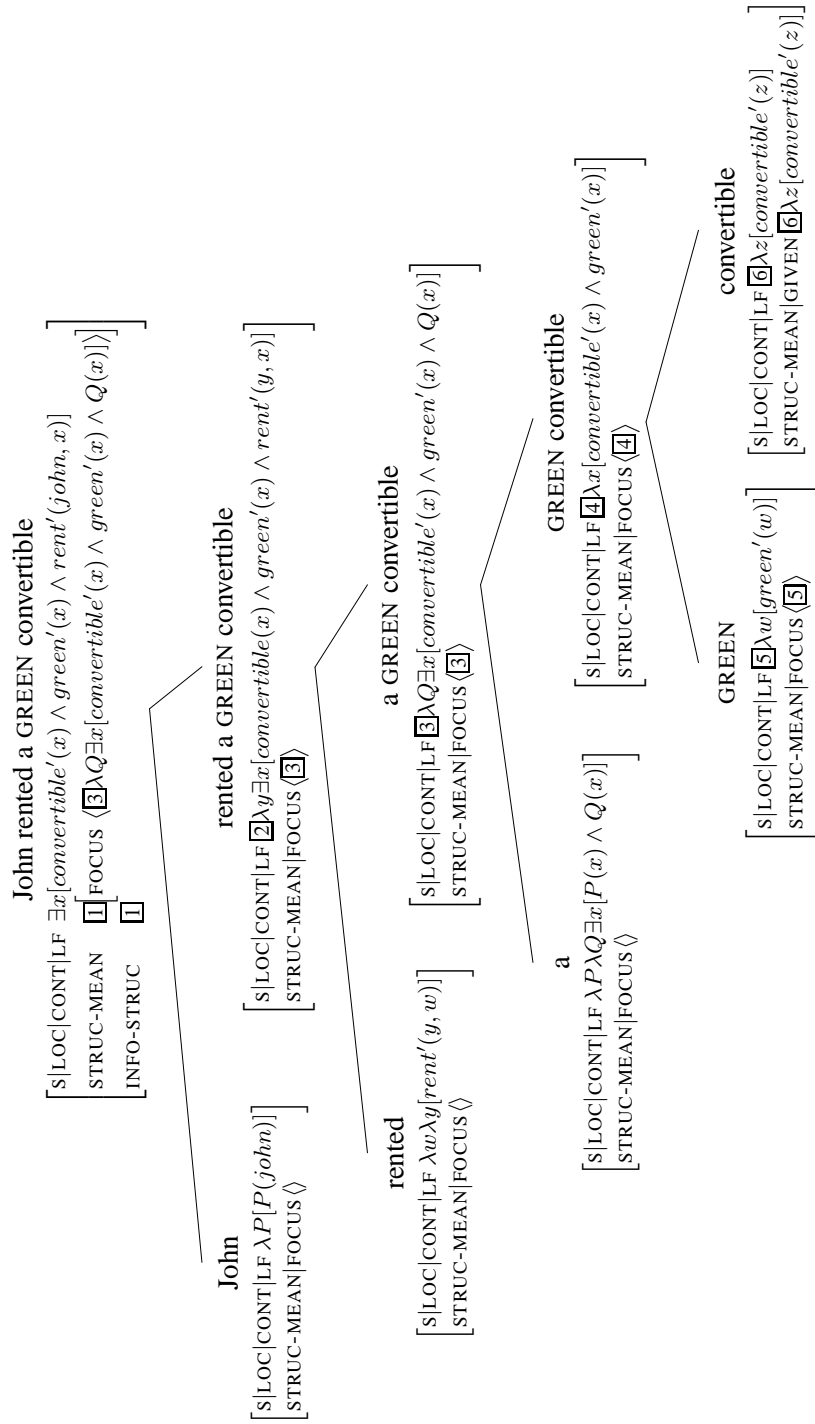 John rented a GREEN convertible
S|LOC|CONT|LF ∃x[convertible′(x) ∧ green′(x) ∧ rent′(john, x)]
STRUC-MEAN [1][FOCUS ⟨[3]λQ∃x[convertible′(x) ∧ green′(x) ∧ Q(x)]⟩]
INFO-STRUC [1]
John
S|LOC|CONT|LF λP[P(john)]
STRUC-MEAN|FOCUS ⟨⟩
rented a GREEN convertible
S|LOC|CONT|LF [2]λy∃x[convertible(x) ∧ green′(x) ∧ rent′(y, x)]
STRUC-MEAN|FOCUS ⟨[3]⟩
rented
S|LOC|CONT|LF λwλy[rent′(y, w)]
STRUC-MEAN|FOCUS ⟨⟩
a GREEN convertible
S|LOC|CONT|LF [3]λQ∃x[convertible′(x) ∧ green′(x) ∧ Q(x)]
STRUC-MEAN|FOCUS ⟨[3]⟩
a
S|LOC|CONT|LF λPλQ∃x[P(x) ∧ Q(x)]
STRUC-MEAN|FOCUS ⟨⟩
GREEN convertible
S|LOC|CONT|LF [4]λx[convertible′(x) ∧ green′(x)]
STRUC-MEAN|FOCUS ⟨[4]⟩
GREEN
S|LOC|CONT|LF [5]λw[green′(w)]
STRUC-MEAN|FOCUS ⟨[5]⟩
convertible
S|LOC|CONT|LF [6]λz[convertible′(z)]
STRUC-MEAN|GIVEN [6]λz[convertible′(z)]